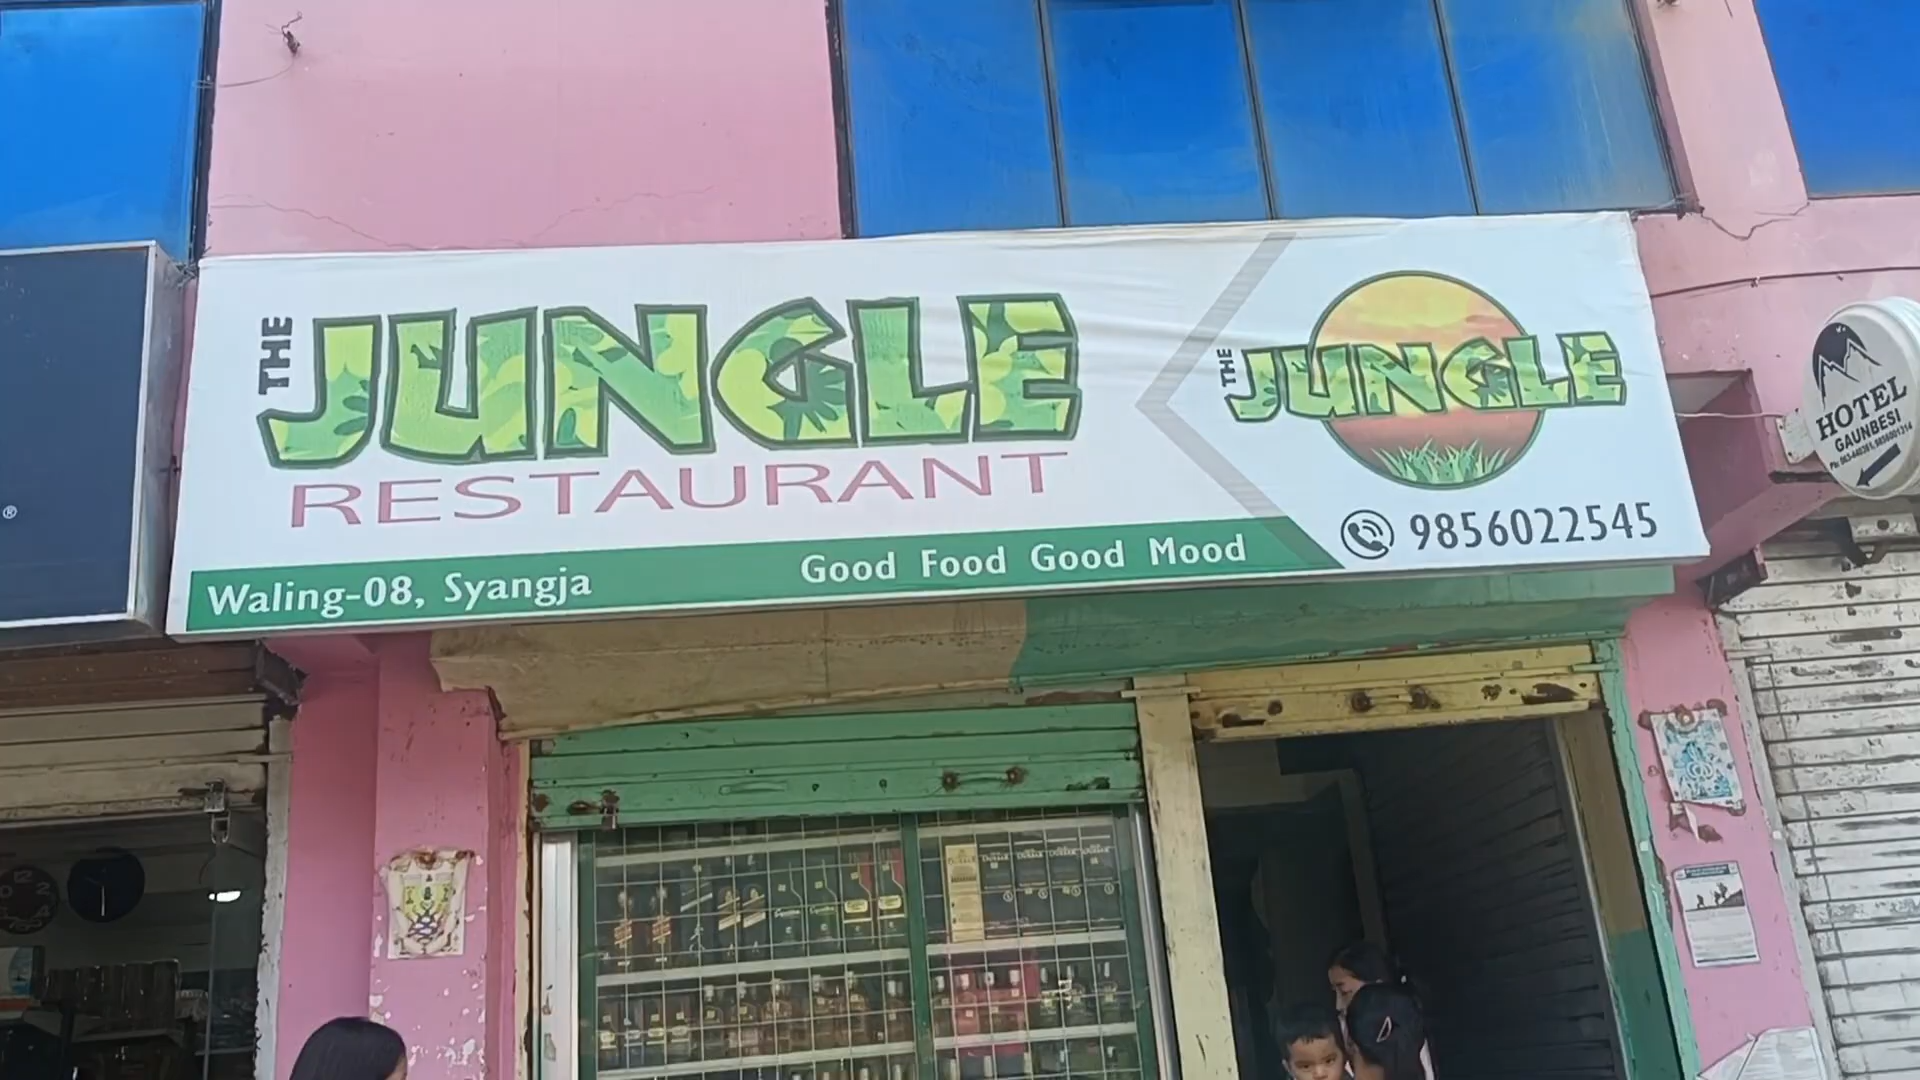 THE
JUNGLE
RESTAURANT
Waling-08, Syangja
Good Food Good Mood
THE
JUNGLE
9856022545
HOTEL
GAUNBESI
®